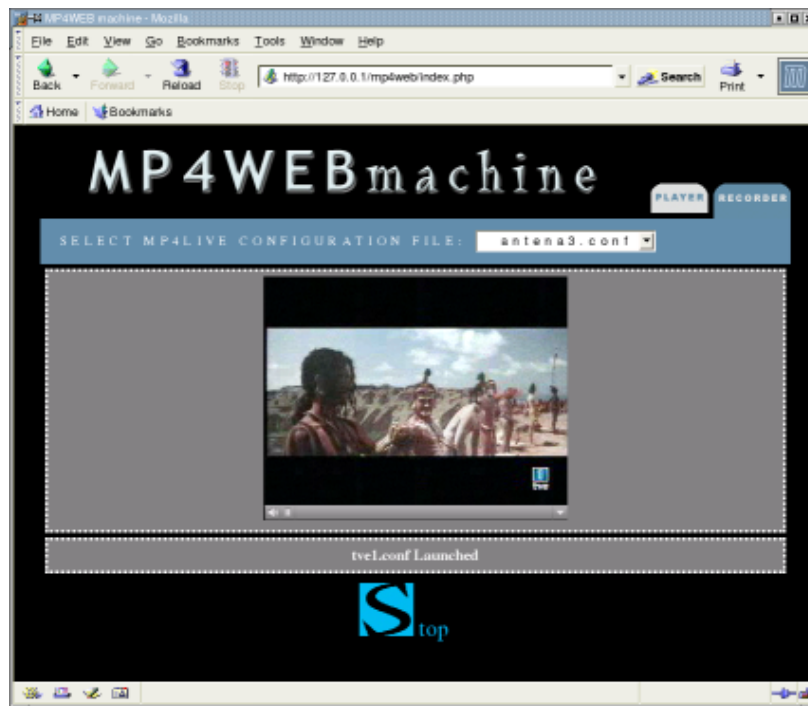 MP4WEB machine - Mozilla
File Edit View Go Bookmarks Tools Window Help
Back Forward Reload Stop http://127.0.0.1/mp4web/index.php Search Print
Home Bookmarks
MP4WEBmachine
PLAYER RECORDER
SELECT MP4LIVE CONFIGURATION FILE: antena3.conf
tve
tve1.conf Launched
Stop